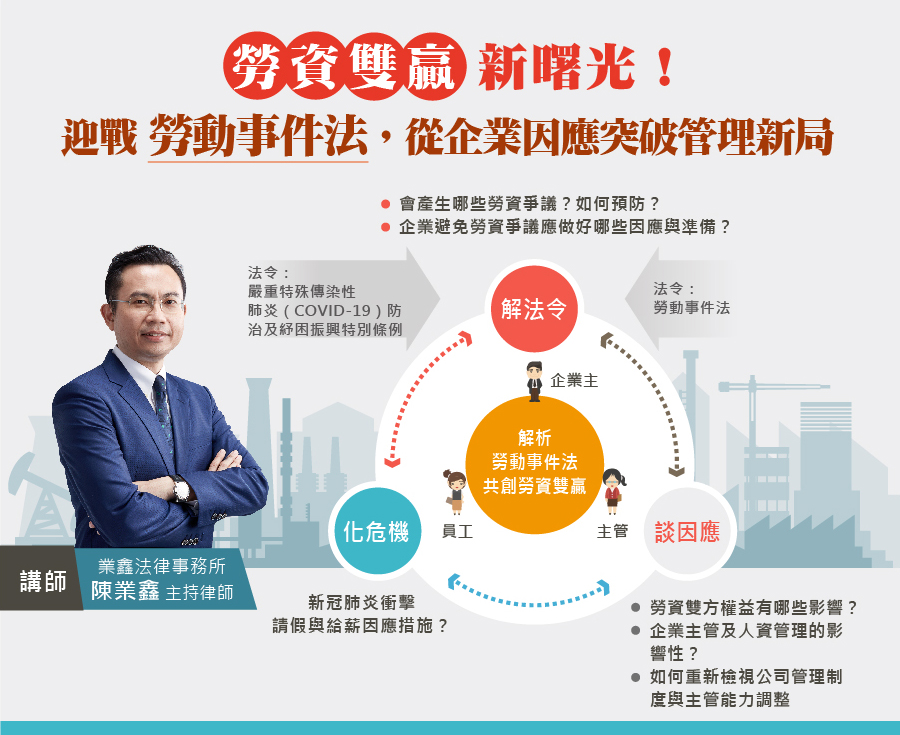 勞資雙贏 新曙光！
迎戰 勞動事件法，從企業因應突破管理新局
會產生哪些勞資爭議？如何預防？
企業避免勞資爭議應做好哪些因應與準備？
法令：
嚴重特殊傳染性
肺炎（COVID-19）防
治及紓困振興特別條例
解法令
法令：
勞動事件法
企業主
解析
勞動事件法
共創勞資雙贏
員工
主管
化危機
談因應
講師
業鑫法律事務所
陳業鑫 主持律師
新冠肺炎衝擊
請假與給薪因應措施？
勞資雙方權益有哪些影響？
企業主管及人資管理的影
響性？
如何重新檢視公司管理制
度與主管能力調整